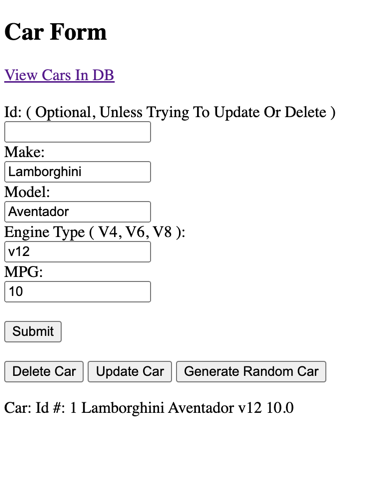 Car Form
View Cars In DB
Id: ( Optional, Unless Trying To Update Or Delete )
Make:
Lamborghini
Model:
Aventador
Engine Type ( V4, V6, V8 ):
v12
MPG:
10
Submit
Delete Car Update Car Generate Random Car
Car: Id #: 1 Lamborghini Aventador v12 10.0